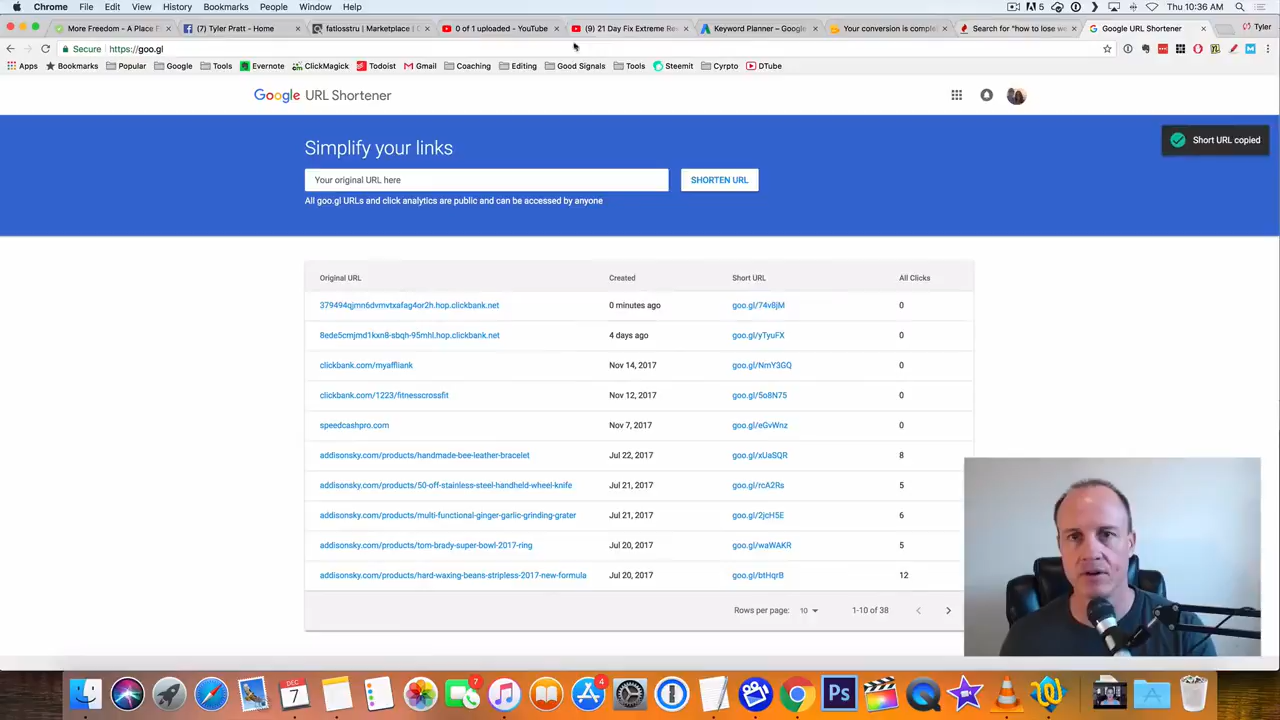 Chrome File Edit View History Bookmarks People Window Help
5 Thu 10:36 AM
More Freedom - A Place F
(7) Tyler Pratt - Home
fatlosstru | Marketplace | C
0 of 1 uploaded - YouTube
(9) 21 Day Fix Extreme Re
Keyword Planner – Google
Your conversion is comple
Search for "how to lose we
Google URL Shortener
Tyler
Secure https://goo.gl
Apps Bookmarks Popular Google Tools Evernote ClickMagick Todoist Gmail Coaching Editing Good Signals Tools Steemit Cyrpto DTube
Google URL Shortener
Short URL copied
Simplify your links
Your original URL here SHORTEN URL
All goo.gl URLs and click analytics are public and can be accessed by anyone
Original URL Created Short URL All Clicks
379494qjmn6dvmvtxafag4or2h.hop.clickbank.net 0 minutes ago goo.gl/74v8jM 0
8ede5cmjmd1kxn8-sbqh-95mhl.hop.clickbank.net 4 days ago goo.gl/yTyuFX 0
clickbank.com/myaffliank Nov 14, 2017 goo.gl/NmY3GQ 0
clickbank.com/1223/fitnesscrossfit Nov 12, 2017 goo.gl/5o8N75 0
speedcashpro.com Nov 7, 2017 goo.gl/eGvWnz 0
addisonsky.com/products/handmade-bee-leather-bracelet Jul 22, 2017 goo.gl/xUaSQR 8
addisonsky.com/products/50-off-stainless-steel-handheld-wheel-knife Jul 21, 2017 goo.gl/rcA2Rs 5
addisonsky.com/products/multi-functional-ginger-garlic-grinding-grater Jul 21, 2017 goo.gl/2jcH5E 6
addisonsky.com/products/tom-brady-super-bowl-2017-ring Jul 20, 2017 goo.gl/waWAKR 5
addisonsky.com/products/hard-waxing-beans-stripless-2017-new-formula Jul 20, 2017 goo.gl/btHqrB 12
Rows per page: 10 1-10 of 38
DEC
7
7
4
Ps